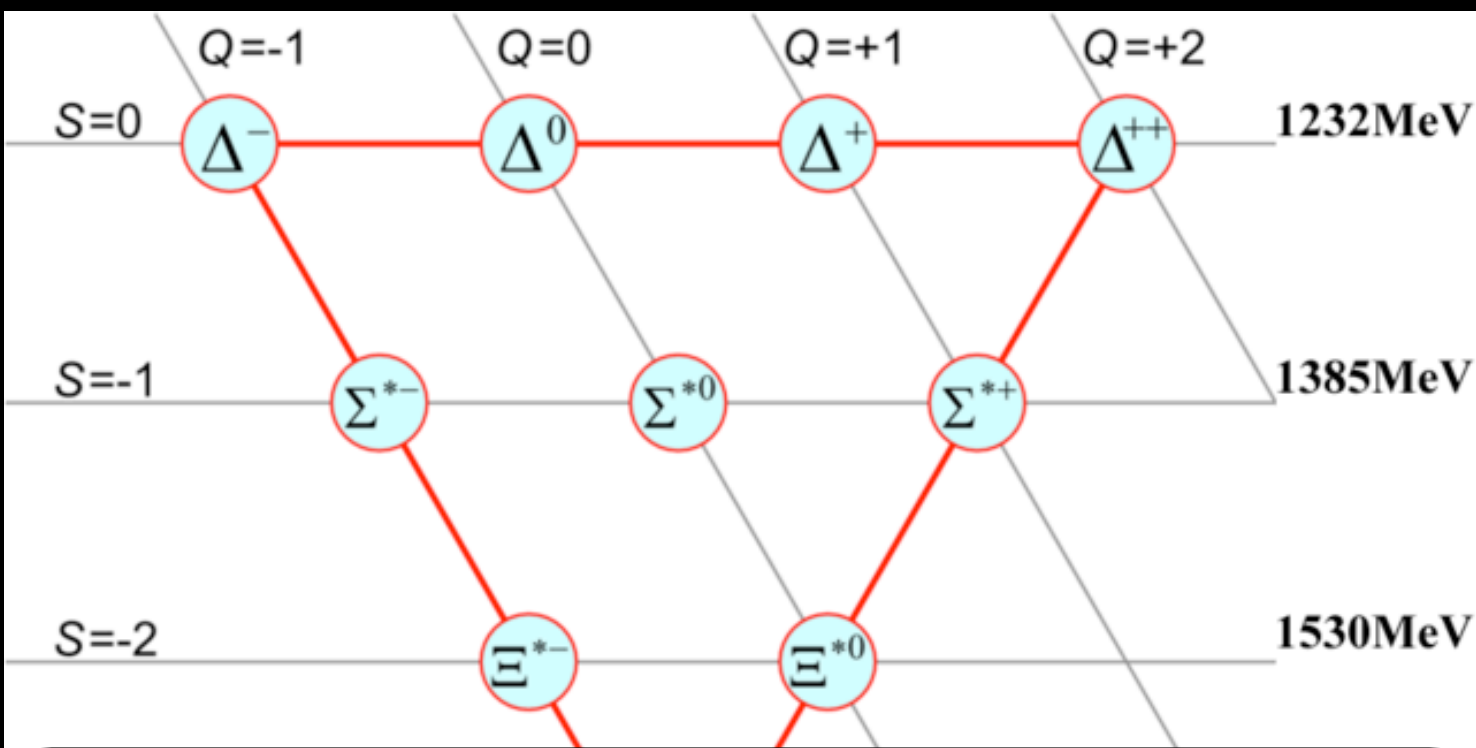 Q=-1 Q=0 Q=+1 Q=+2
S=0 Δ⁻ Δ⁰ Δ⁺ Δ⁺⁺ 1232MeV
S=-1 Σ*⁻ Σ*⁰ Σ*⁺ 1385MeV
S=-2 Ξ*⁻ Ξ*⁰ 1530MeV